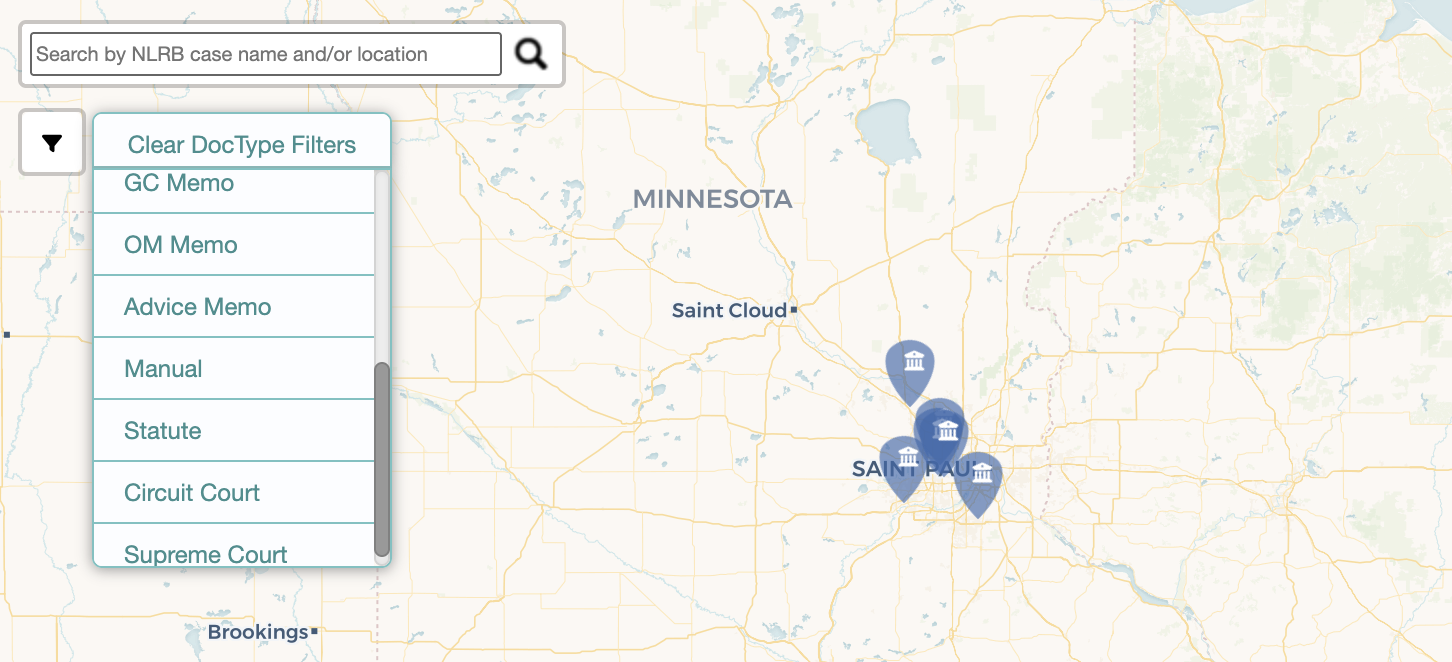 Search by NLRB case name and/or location
Clear DocType Filters
GC Memo
OM Memo
Advice Memo
Manual
Statute
Circuit Court
Supreme Court
MINNESOTA
Saint Cloud
SAINT PAUL
Brookings